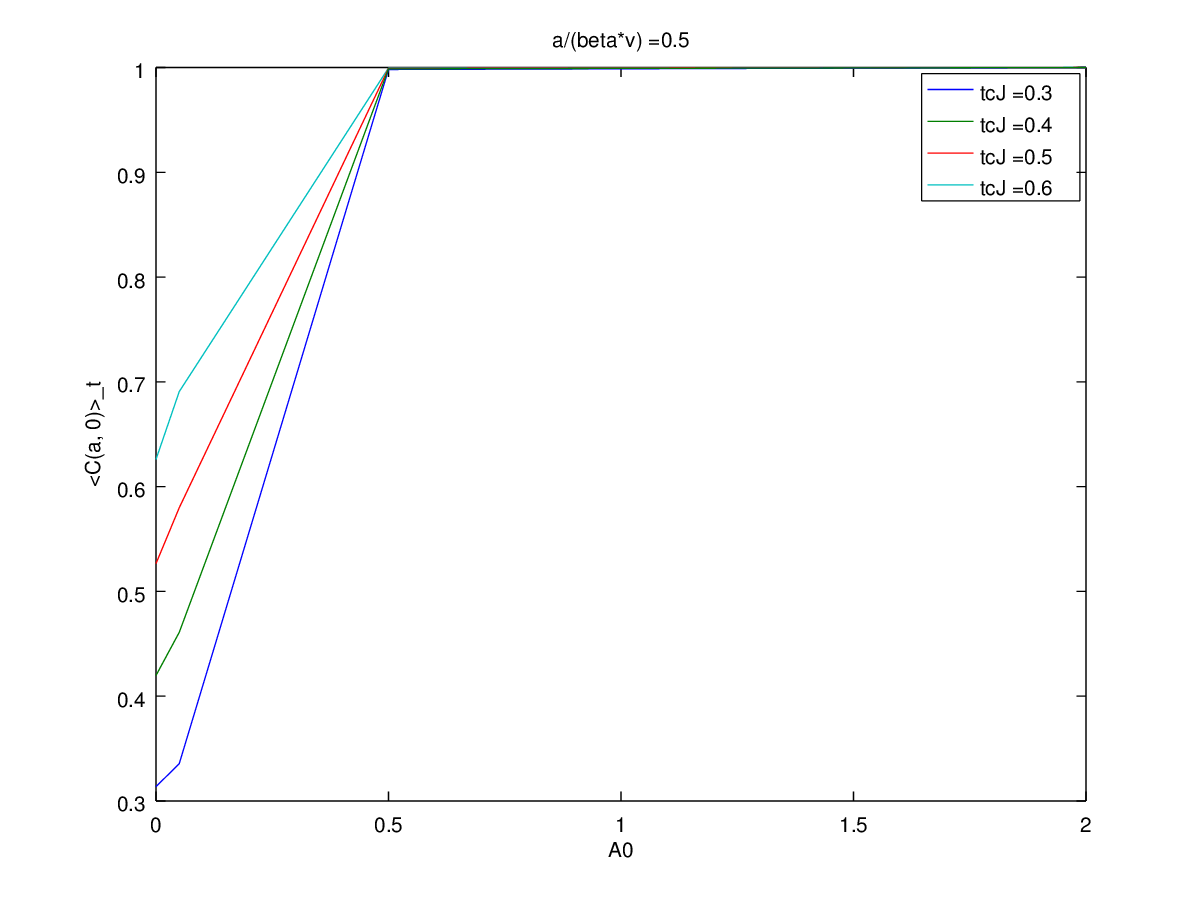 a/(beta*v) =0.5
1
0.9
0.8
0.7
0.6
0.5
0.4
0.3
<C(a, 0)>_t
tcJ =0.3
tcJ =0.4
tcJ =0.5
tcJ =0.6
0
0.5
1
1.5
2
A0